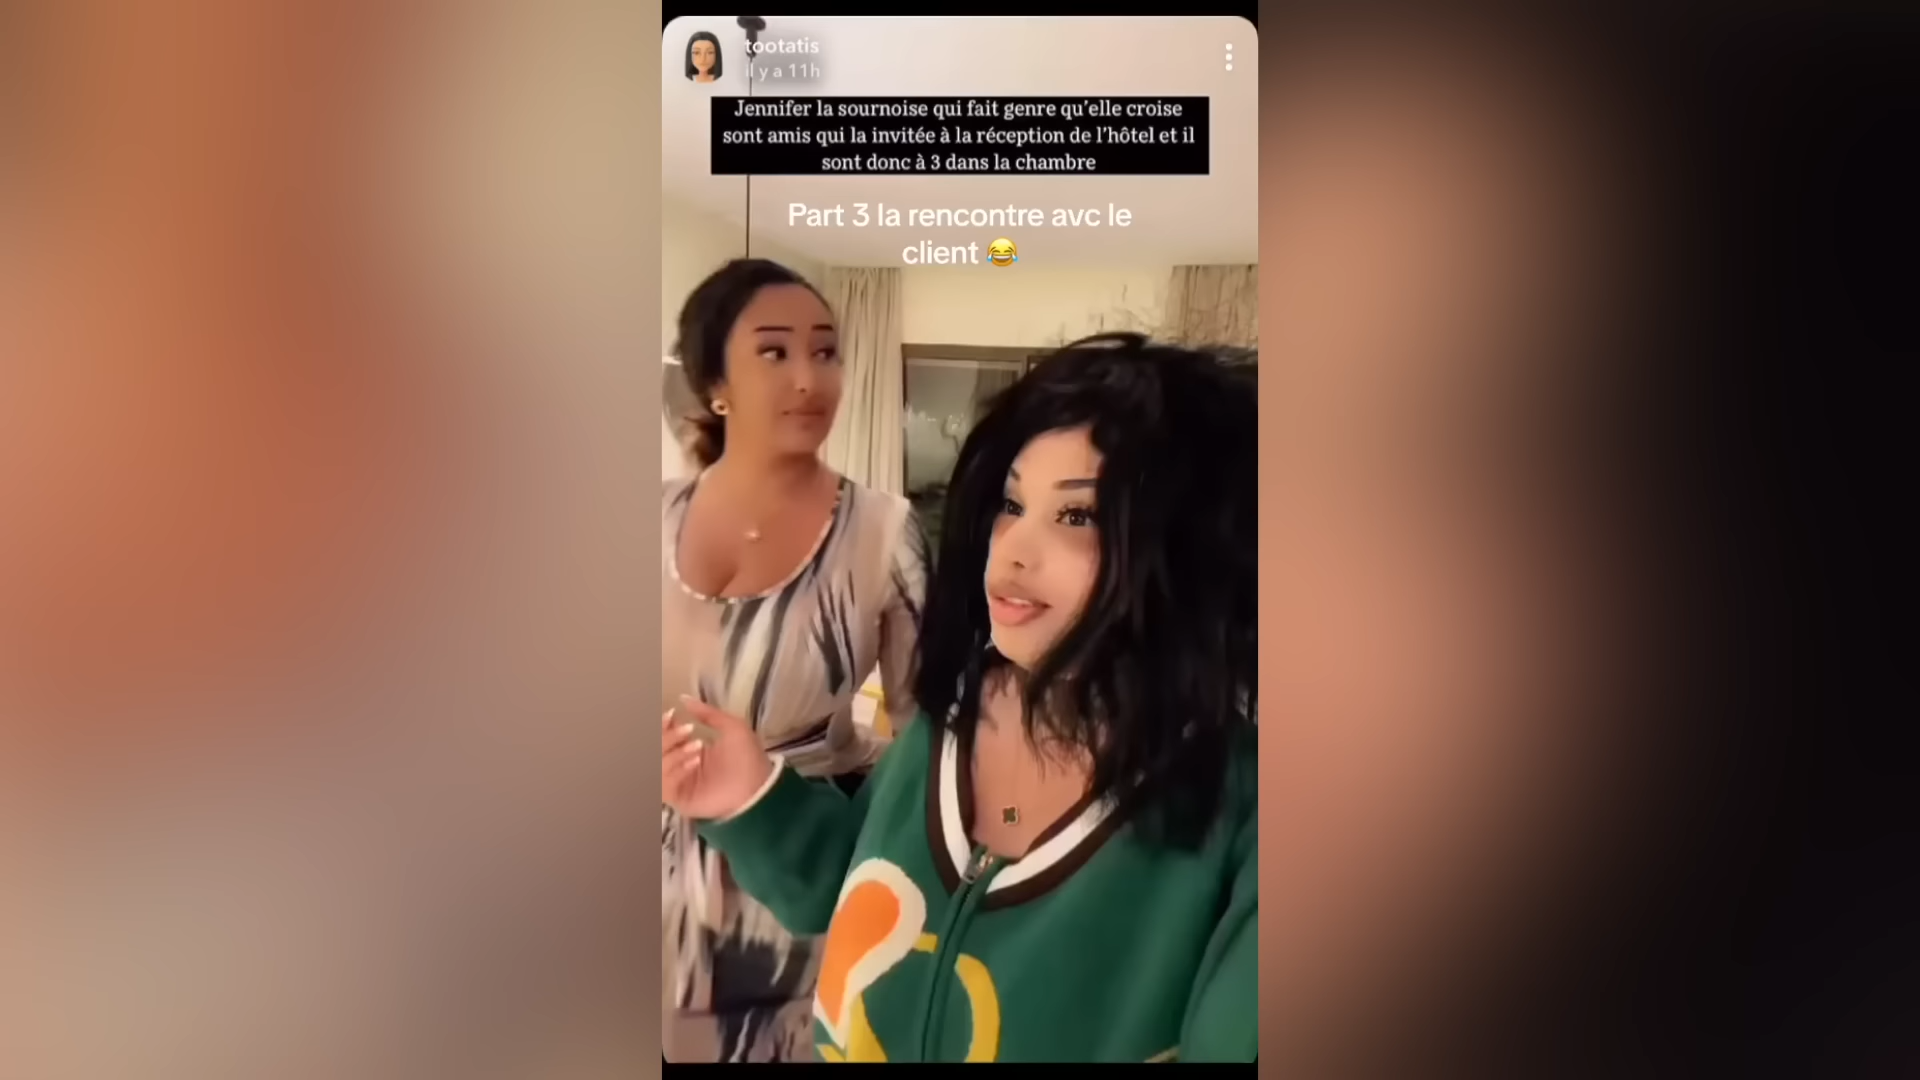 tootatis
il y a 11h
Jennifer la sournoise qui fait genre qu’elle croise
sont amis qui la invitée à la réception de l’hôtel et il
sont donc à 3 dans la chambre
Part 3 la rencontre avc le
client 😂